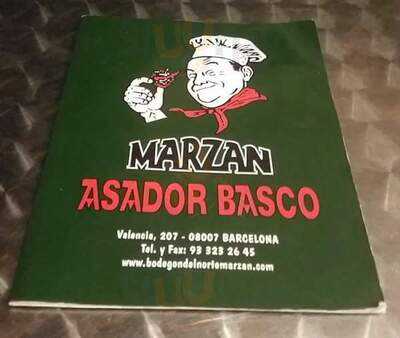 MARZAN
ASADOR BASCO
Valencia, 207 - 08007 BARCELONA
Tel. y Fax: 93 323 26 45
www.bodegondelnortemarzan.com